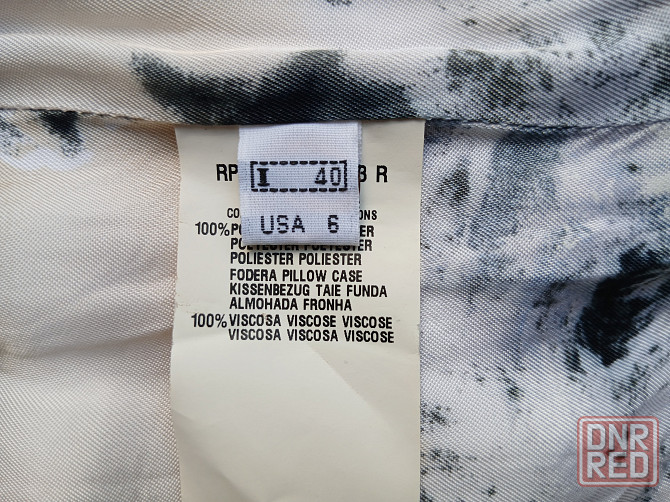 RP B R
I 40
USA 6
CO ONS
100% PO ER
POLYESTER POLYESTER
POLIESTER POLIESTER
FODERA PILLOW CASE
KISSENBEZUG TAIE FUNDA
ALMOHADA FRONHA
100% VISCOSA VISCOSE VISCOSE
VISCOSA VISCOSA VISCOSE
DNR
RED